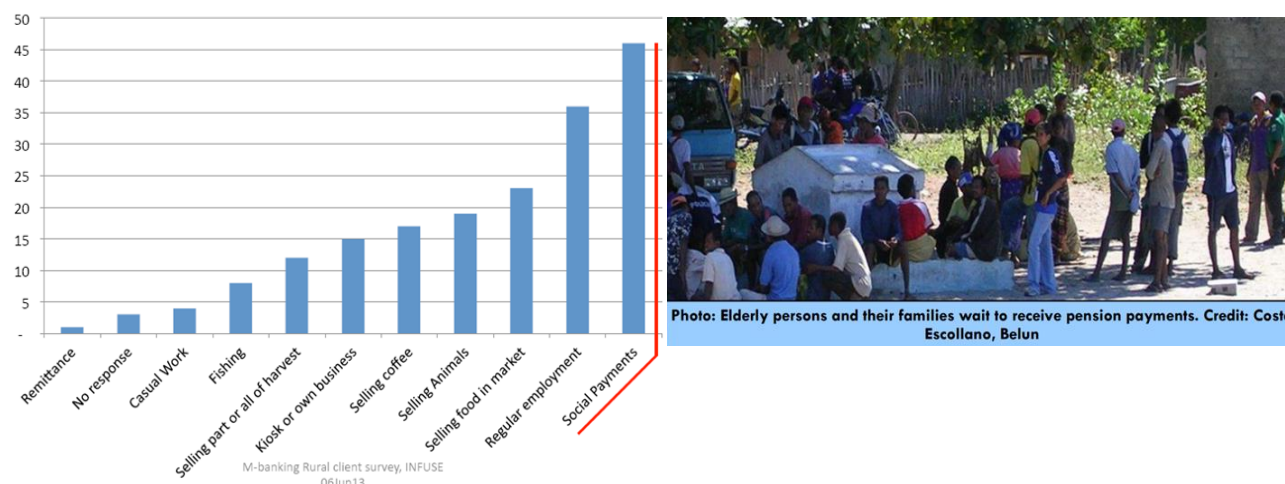 50
45
40
35
30
25
20
15
10
5
-
Remittance
No response
Casual Work
Fishing
Selling part or all of harvest
Kiosk or own business
Selling coffee
Selling Animals
Selling food in market
Regular employment
Social Payments
M-banking Rural client survey, INFUSE
06Jun13
Photo: Elderly persons and their families wait to receive pension payments. Credit: Cost
Escollano, Belun